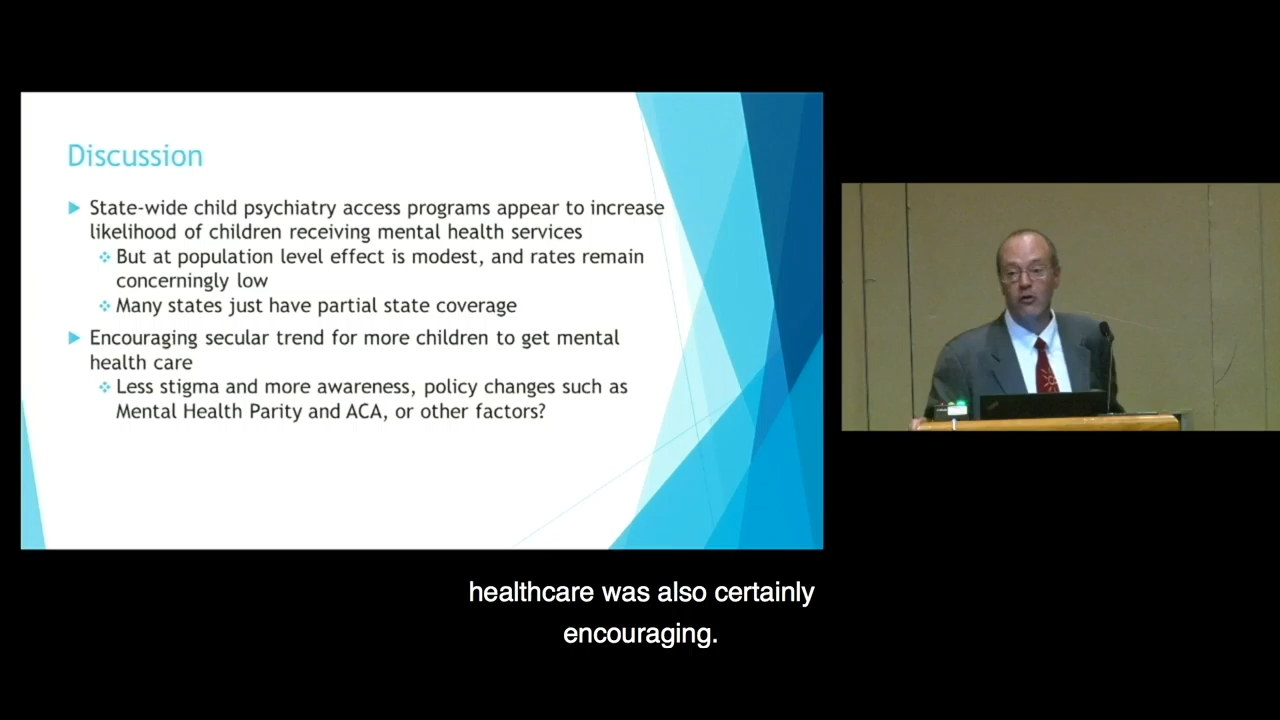 Discussion
State-wide child psychiatry access programs appear to increase
likelihood of children receiving mental health services
But at population level effect is modest, and rates remain
concerningly low
Many states just have partial state coverage
Encouraging secular trend for more children to get mental
health care
Less stigma and more awareness, policy changes such as
Mental Health Parity and ACA, or other factors?
healthcare was also certainly
encouraging.